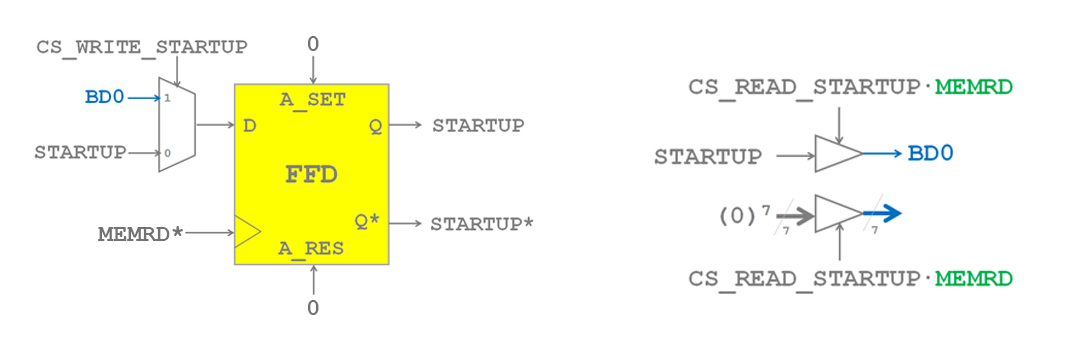 CS_WRITE_STARTUP
0
BD0
1
A_SET
D
Q
STARTUP
STARTUP
0
FFD
MEMRD*
Q*
STARTUP*
A_RES
0
CS_READ_STARTUP·MEMRD
STARTUP
BD0
(0)⁷
7
7
CS_READ_STARTUP·MEMRD